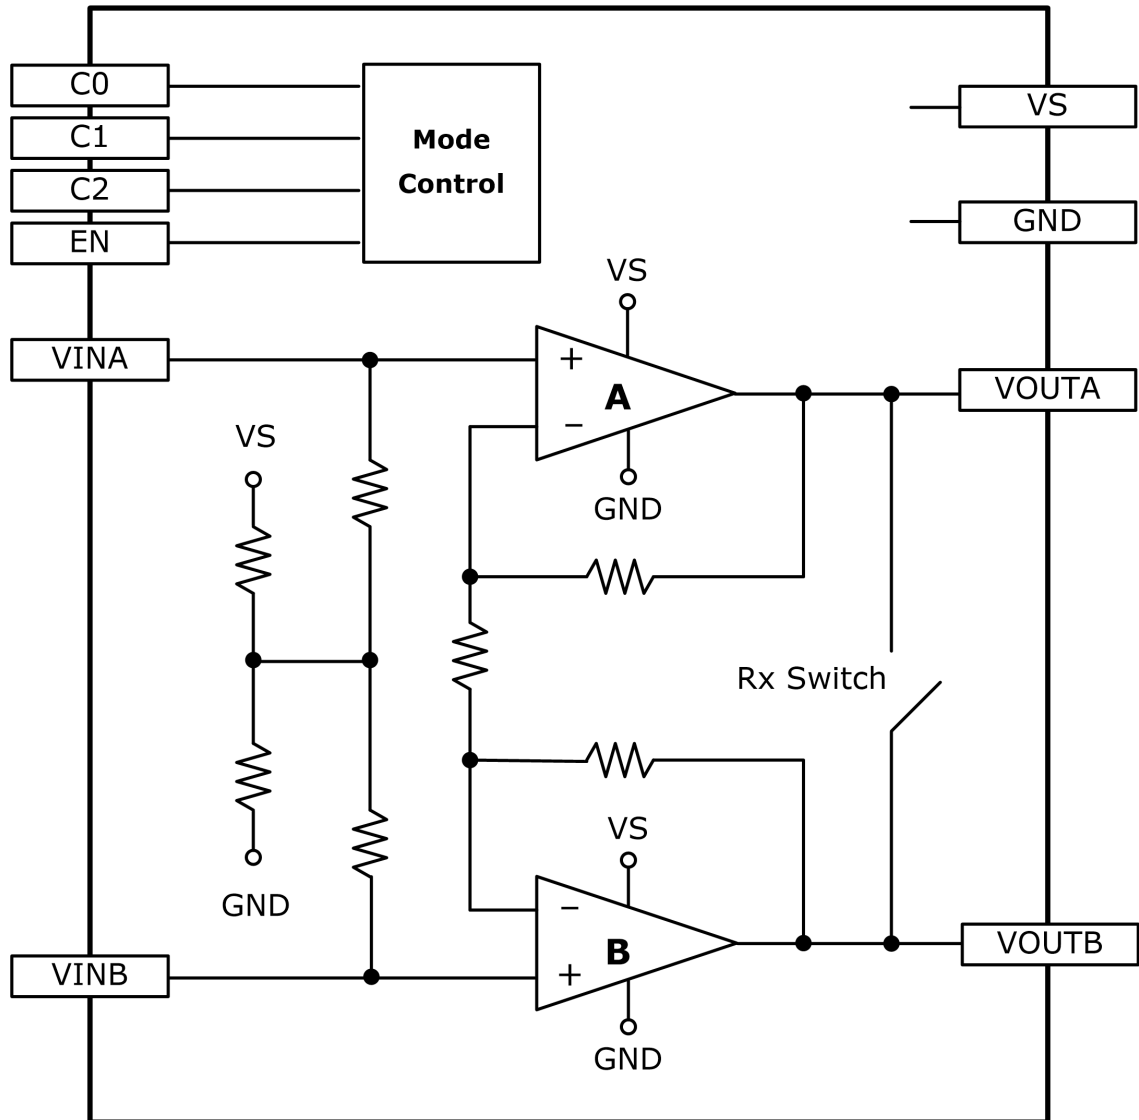 C0
C1
C2
EN
Mode
Control
VS
GND
VINA
VS
+
A
−
GND
VOUTA
VS
Rx Switch
GND
VS
−
B
+
GND
VINB
VOUTB